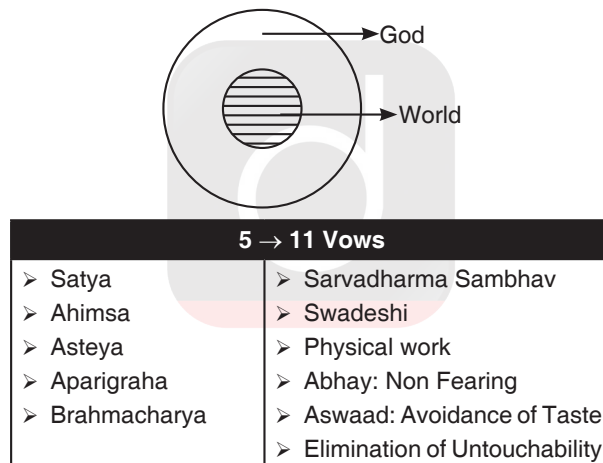 God
World
5 → 11 Vows
➢ Satya
➢ Ahimsa
➢ Asteya
➢ Aparigraha
➢ Brahmacharya
➢ Sarvadharma Sambhav
➢ Swadeshi
➢ Physical work
➢ Abhay: Non Fearing
➢ Aswaad: Avoidance of Taste
➢ Elimination of Untouchability